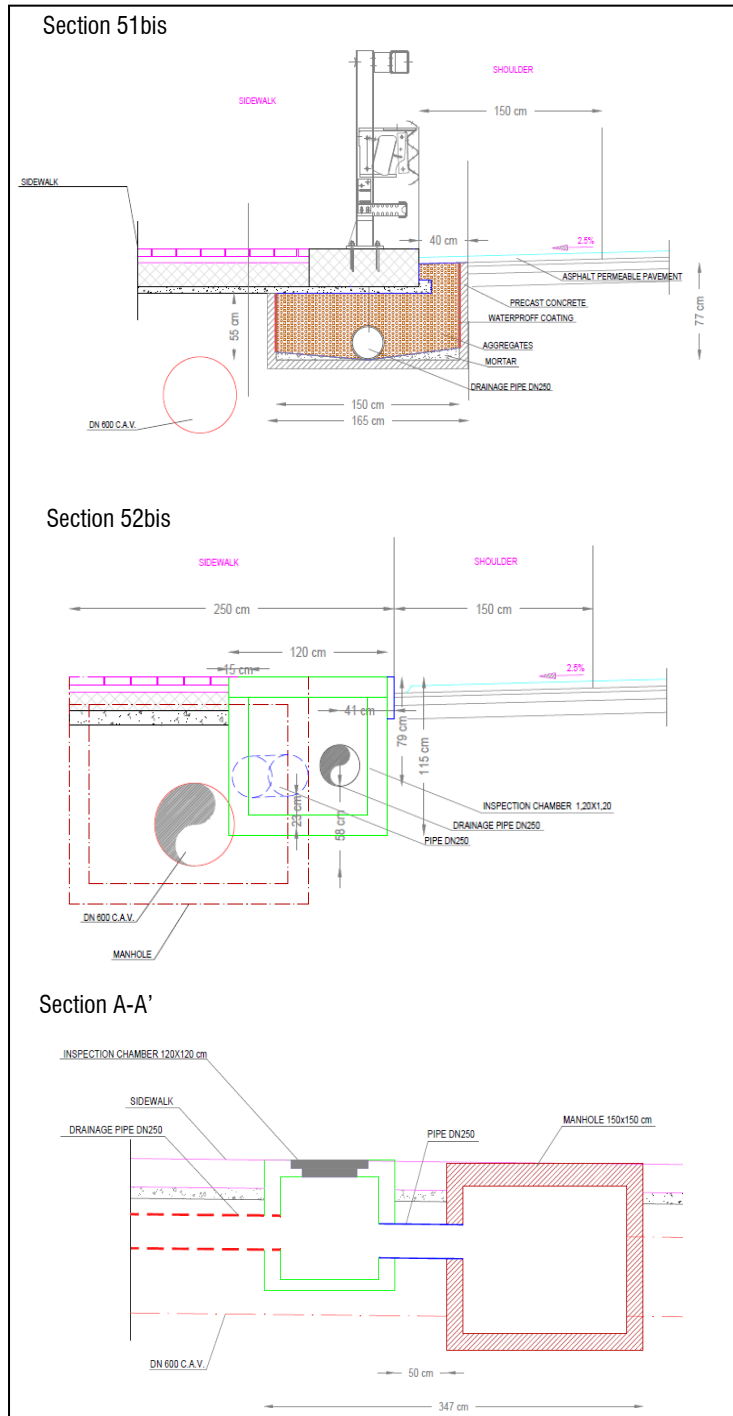 Section 51bis
SHOULDER
SIDEWALK
150 cm
SIDEWALK
40 cm
2.5%
ASPHALT PERMEABLE PAVEMENT
PRECAST CONCRETE
WATERPROFF COATING
55 cm
77 cm
AGGREGATES
MORTAR
DRAINAGE PIPE DN250
150 cm
165 cm
DN 600 C.A.V.
Section 52bis
SIDEWALK
SHOULDER
250 cm
150 cm
120 cm
15 cm
2.5%
41 cm
79 cm
115 cm
23 cm
58 cm
INSPECTION CHAMBER 1,20X1,20
DRAINAGE PIPE DN250
PIPE DN250
DN 600 C.A.V.
MANHOLE
Section A-A'
INSPECTION CHAMBER 120X120 cm
SIDEWALK
DRAINAGE PIPE DN250
PIPE DN250
MANHOLE 150x150 cm
DN 600 C.A.V.
50 cm
347 cm